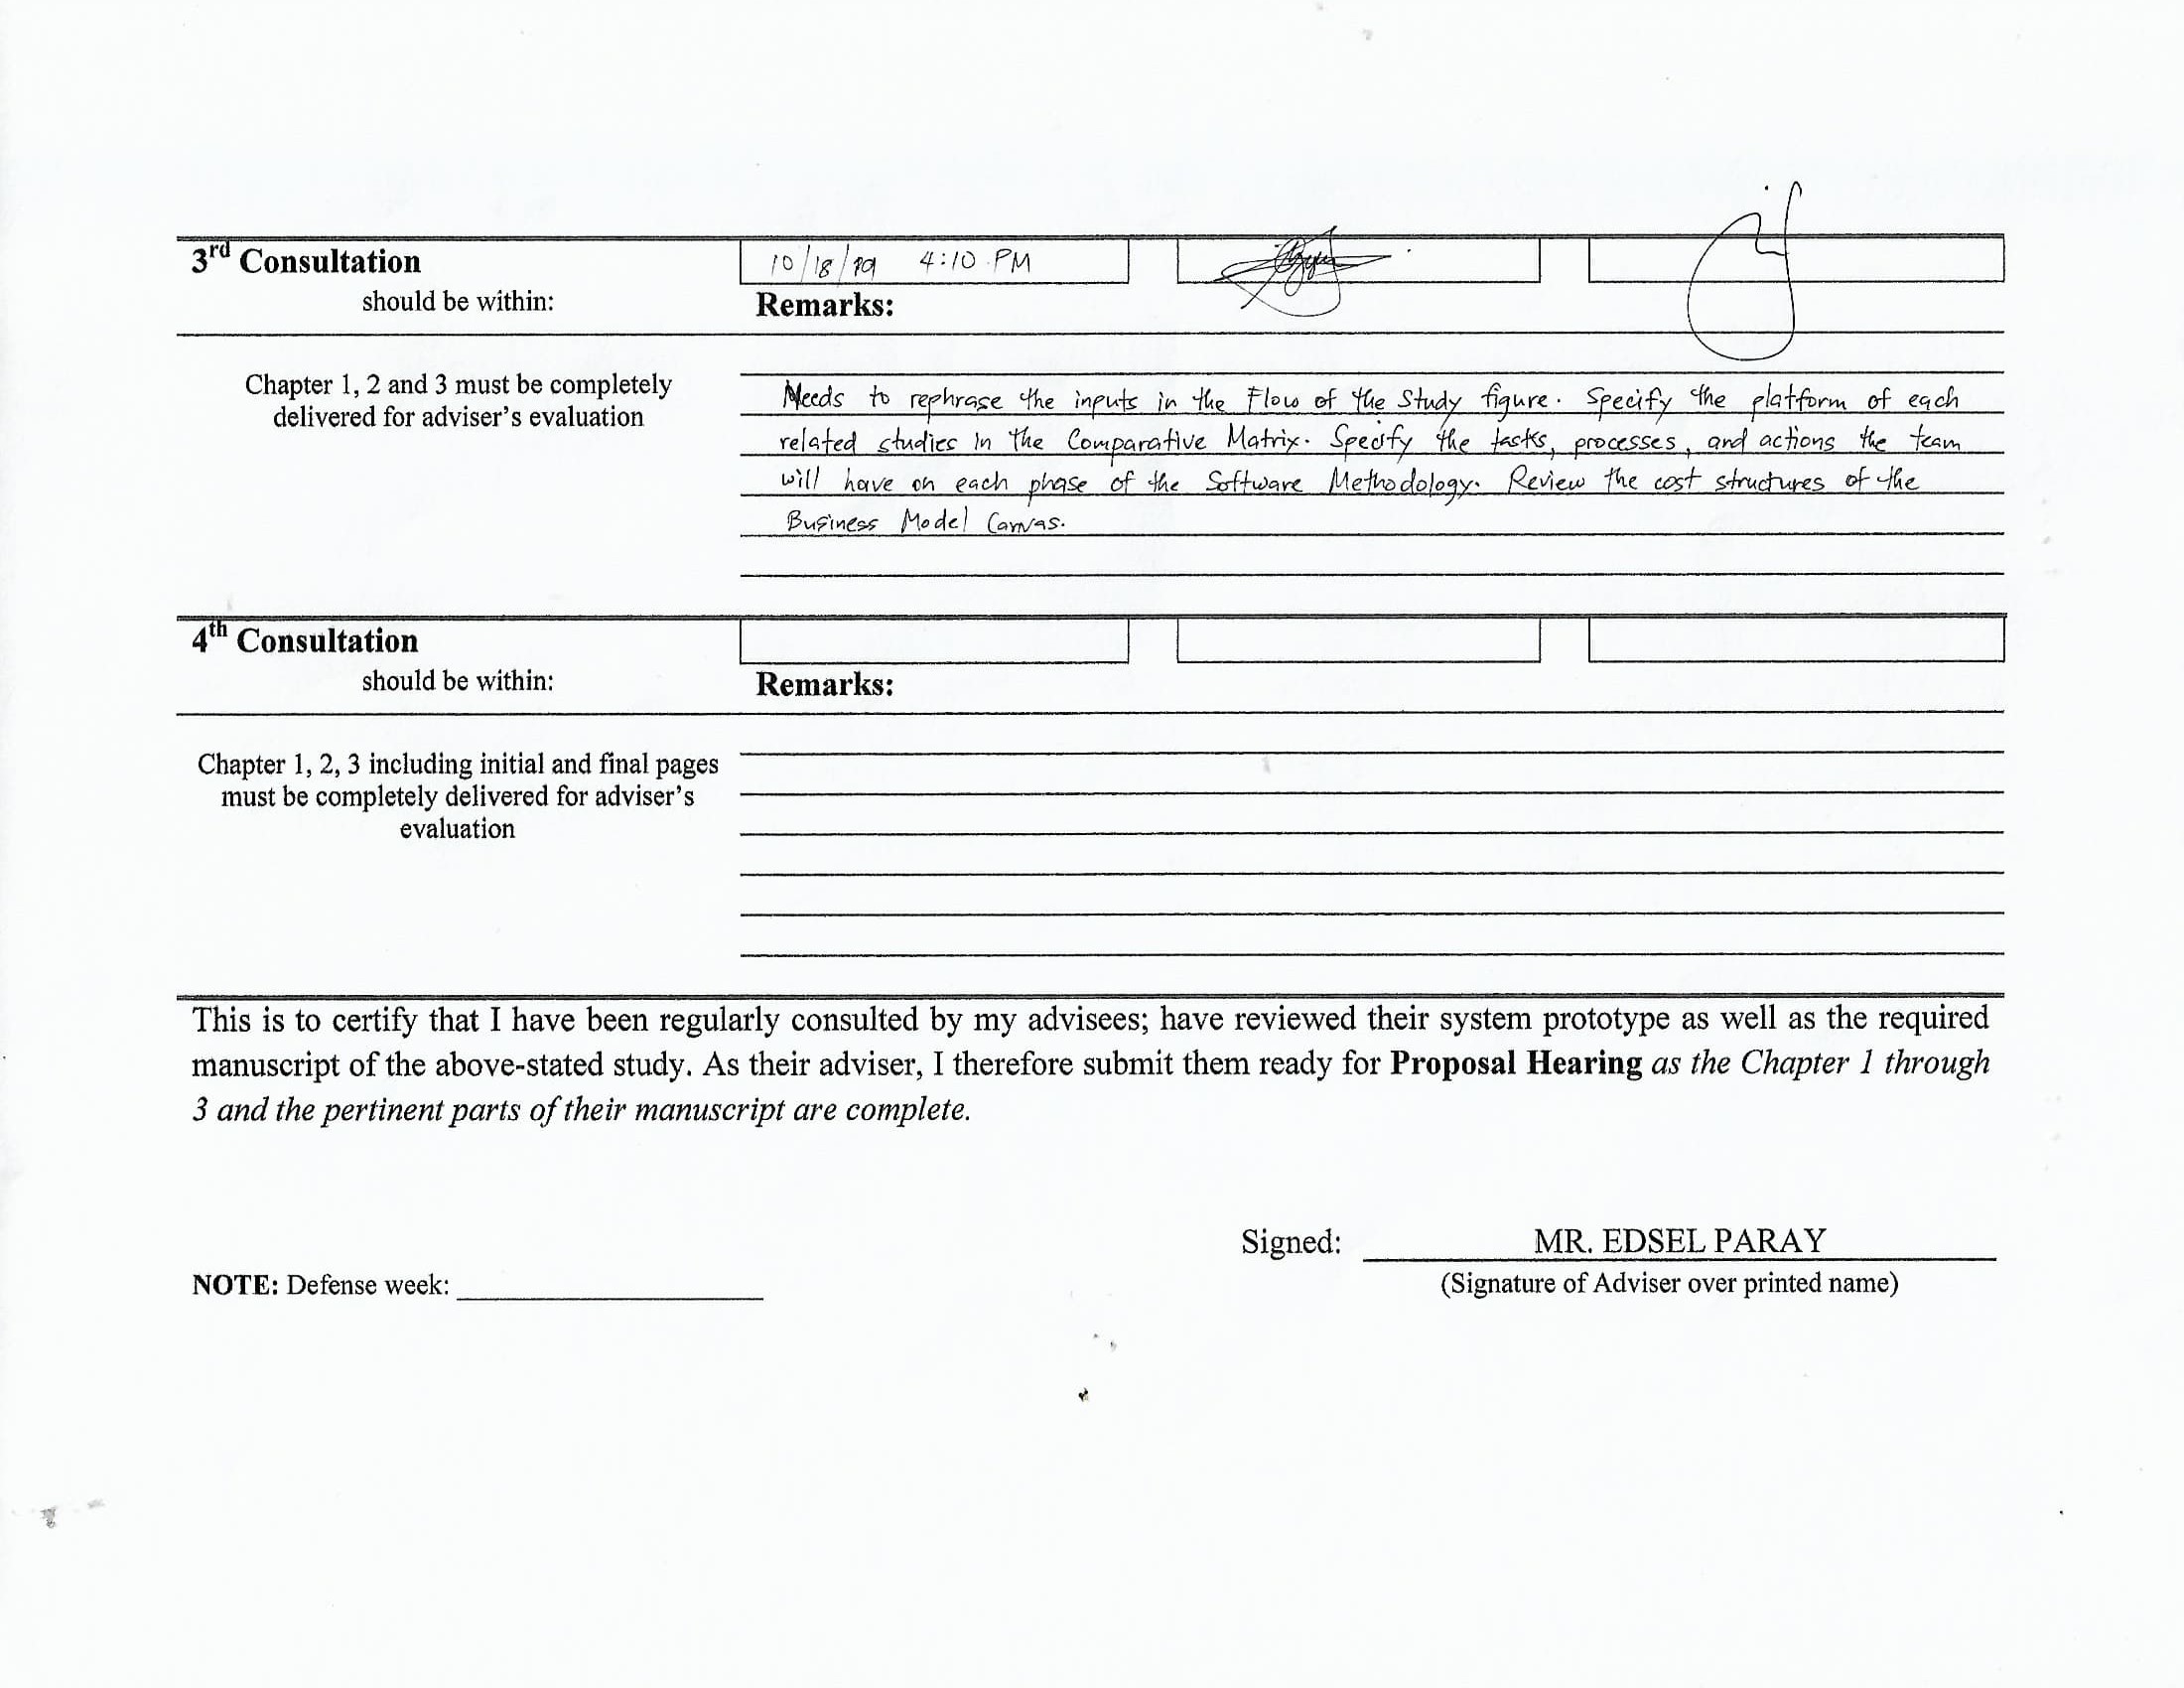 3rd Consultation
10/18/19 4:10 PM
should be within:
Remarks:
Chapter 1, 2 and 3 must be completely
delivered for adviser's evaluation
Needs to rephrase the inputs in the Flow of the Study figure. Specify the platform of each
related studies in the Comparative Matrix. Specify the tasks, processes, and actions the team
will have on each phase of the Software Methodology. Review the cost structures of the
Business Model Canvas.
4th Consultation
should be within:
Remarks:
Chapter 1, 2, 3 including initial and final pages
must be completely delivered for adviser's
evaluation
This is to certify that I have been regularly consulted by my advisees; have reviewed their system prototype as well as the required
manuscript of the above-stated study. As their adviser, I therefore submit them ready for Proposal Hearing as the Chapter 1 through
3 and the pertinent parts of their manuscript are complete.
Signed: MR. EDSEL PARAY
(Signature of Adviser over printed name)
NOTE: Defense week: